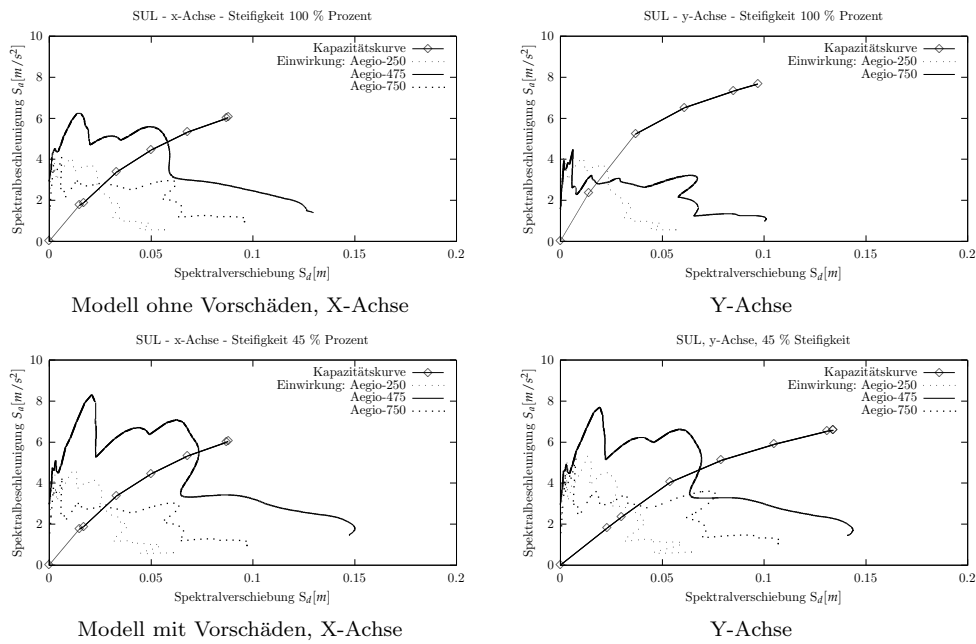 SUL - x-Achse - Steifigkeit 100 % Prozent
Spektralbeschleunigung S_a[m/s²]
10
8
6
4
2
0
Kapazitätskurve
Einwirkung: Aegio-250
Aegio-475
Aegio-750
0 0.05 0.1 0.15 0.2
Spektralverschiebung S_d[m]
Modell ohne Vorschäden, X-Achse
SUL - y-Achse - Steifigkeit 100 % Prozent
Spektralbeschleunigung S_a[m/s²]
10
8
6
4
2
0
Kapazitätskurve
Einwirkung: Aegio-250
Aegio-750
0 0.05 0.1 0.15 0.2
Spektralverschiebung S_d[m]
Y-Achse
SUL - x-Achse - Steifigkeit 45 % Prozent
Spektralbeschleunigung S_a[m/s²]
10
8
6
4
2
0
Kapazitätskurve
Einwirkung: Aegio-250
Aegio-475
Aegio-750
0 0.05 0.1 0.15 0.2
Spektralverschiebung S_d[m]
Modell mit Vorschäden, X-Achse
SUL, y-Achse, 45 % Steifigkeit
Spektralbeschleunigung S_a[m/s²]
10
8
6
4
2
0
Kapazitätskurve
Einwirkung: Aegio-250
Aegio-475
Aegio-750
0 0.05 0.1 0.15 0.2
Spektralverschiebung S_d[m]
Y-Achse